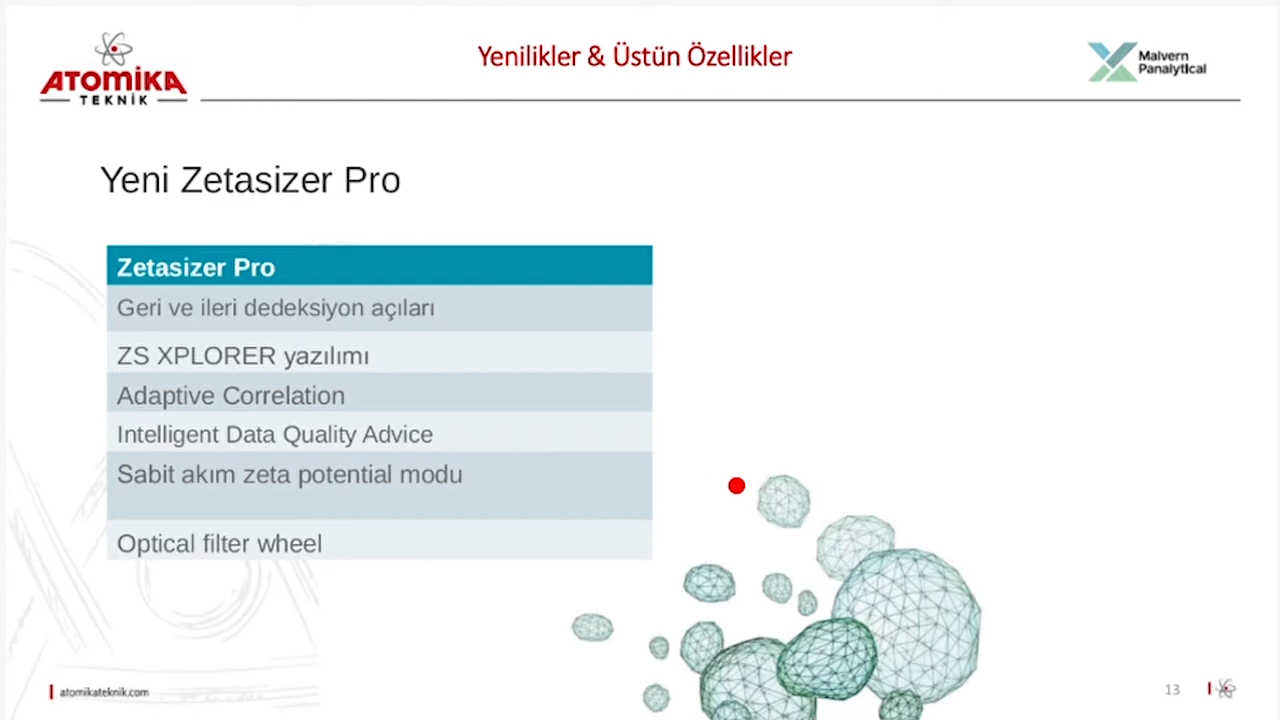 ATOMİKA
TEKNİK
Yenilikler & Üstün Özellikler
Malvern
Panalytical
Yeni Zetasizer Pro
Zetasizer Pro
Geri ve ileri dedeksiyon açıları
ZS XPLORER yazılımı
Adaptive Correlation
Intelligent Data Quality Advice
Sabit akım zeta potential modu
Optical filter wheel
atomikateknik.com
13